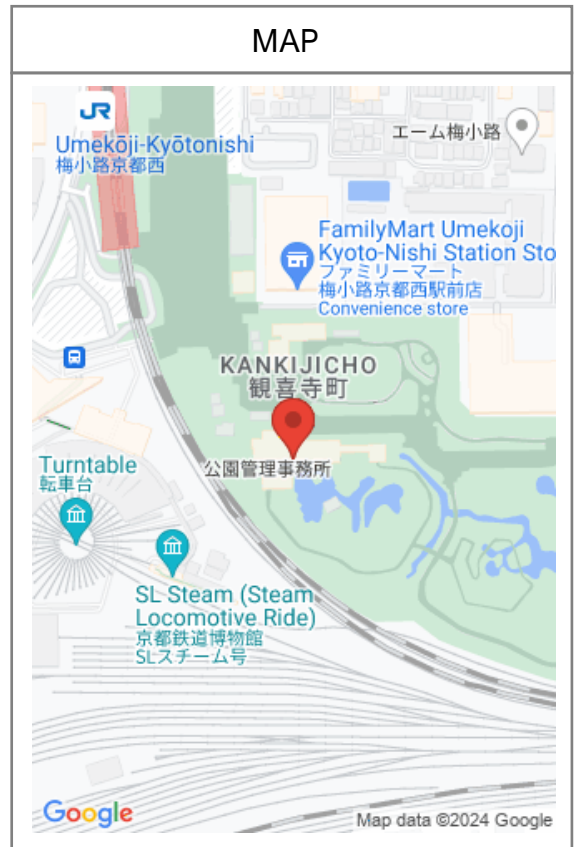 MAP
JR
Umekōji-Kyōtonishi
梅小路京都西
エーム梅小路
FamilyMart Umekoji
Kyoto-Nishi Station Sto
ファミリーマート
梅小路京都西駅前店
Convenience store
KANKIJICHO
観喜寺町
公園管理事務所
Turntable
転車台
SL Steam (Steam
Locomotive Ride)
京都鉄道博物館
SLスチーム号
Google
Map data ©2024 Google